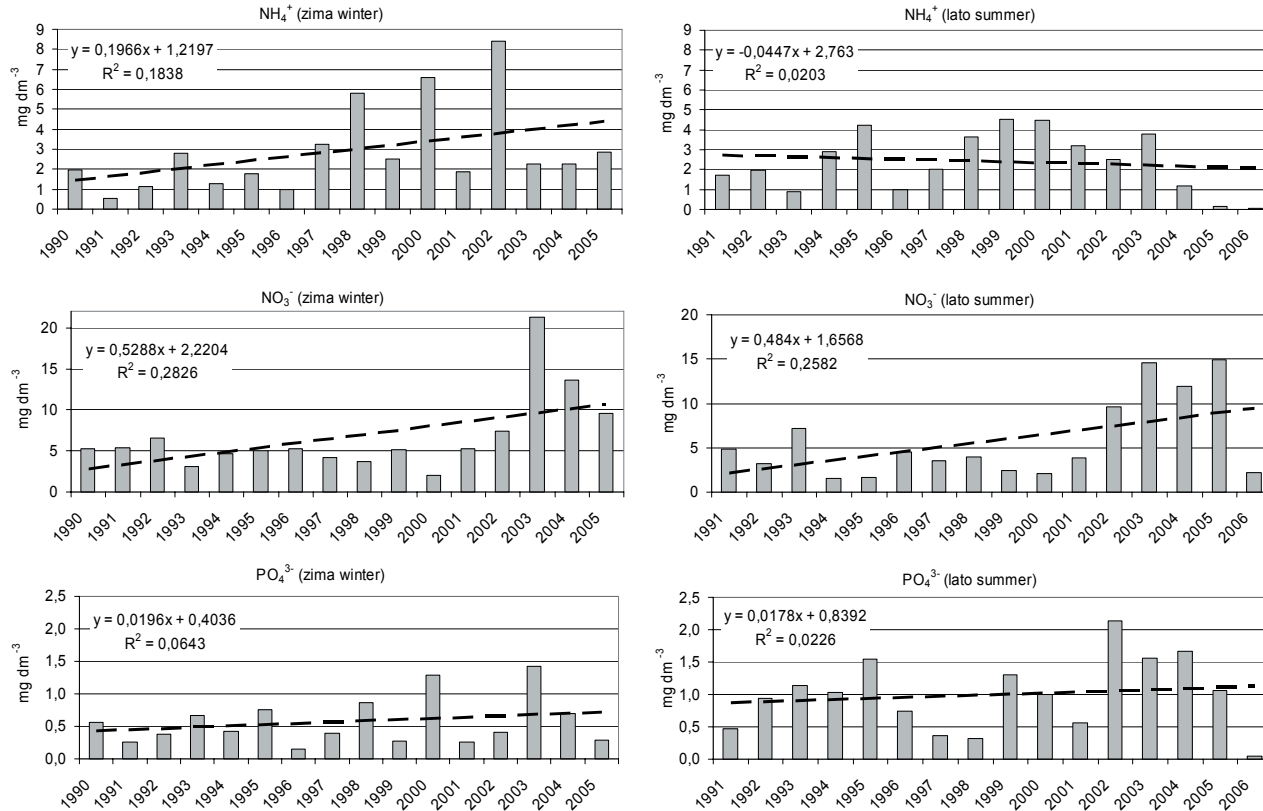 NH₄⁺ (zima winter)
mg dm⁻³
9
8
7
6
5
4
3
2
1
0
y = 0,1966x + 1,2197
R² = 0,1838
1990 1991 1992 1993 1994 1995 1996 1997 1998 1999 2000 2001 2002 2003 2004 2005
NH₄⁺ (lato summer)
mg dm⁻³
9
8
7
6
5
4
3
2
1
0
y = -0,0447x + 2,763
R² = 0,0203
1991 1992 1993 1994 1995 1996 1997 1998 1999 2000 2001 2002 2003 2004 2005 2006
NO₃⁻ (zima winter)
mg dm⁻³
20
15
10
5
0
y = 0,5288x + 2,2204
R² = 0,2826
1990 1991 1992 1993 1994 1995 1996 1997 1998 1999 2000 2001 2002 2003 2004 2005
NO₃⁻ (lato summer)
mg dm⁻³
20
15
10
5
0
y = 0,484x + 1,6568
R² = 0,2582
1991 1992 1993 1994 1995 1996 1997 1998 1999 2000 2001 2002 2003 2004 2005 2006
PO₄³⁻ (zima winter)
mg dm⁻³
2,5
2,0
1,5
1,0
0,5
0,0
y = 0,0196x + 0,4036
R² = 0,0643
1990 1991 1992 1993 1994 1995 1996 1997 1998 1999 2000 2001 2002 2003 2004 2005
PO₄³⁻ (lato summer)
mg dm⁻³
2,5
2,0
1,5
1,0
0,5
0,0
y = 0,0178x + 0,8392
R² = 0,0226
1991 1992 1993 1994 1995 1996 1997 1998 1999 2000 2001 2002 2003 2004 2005 2006